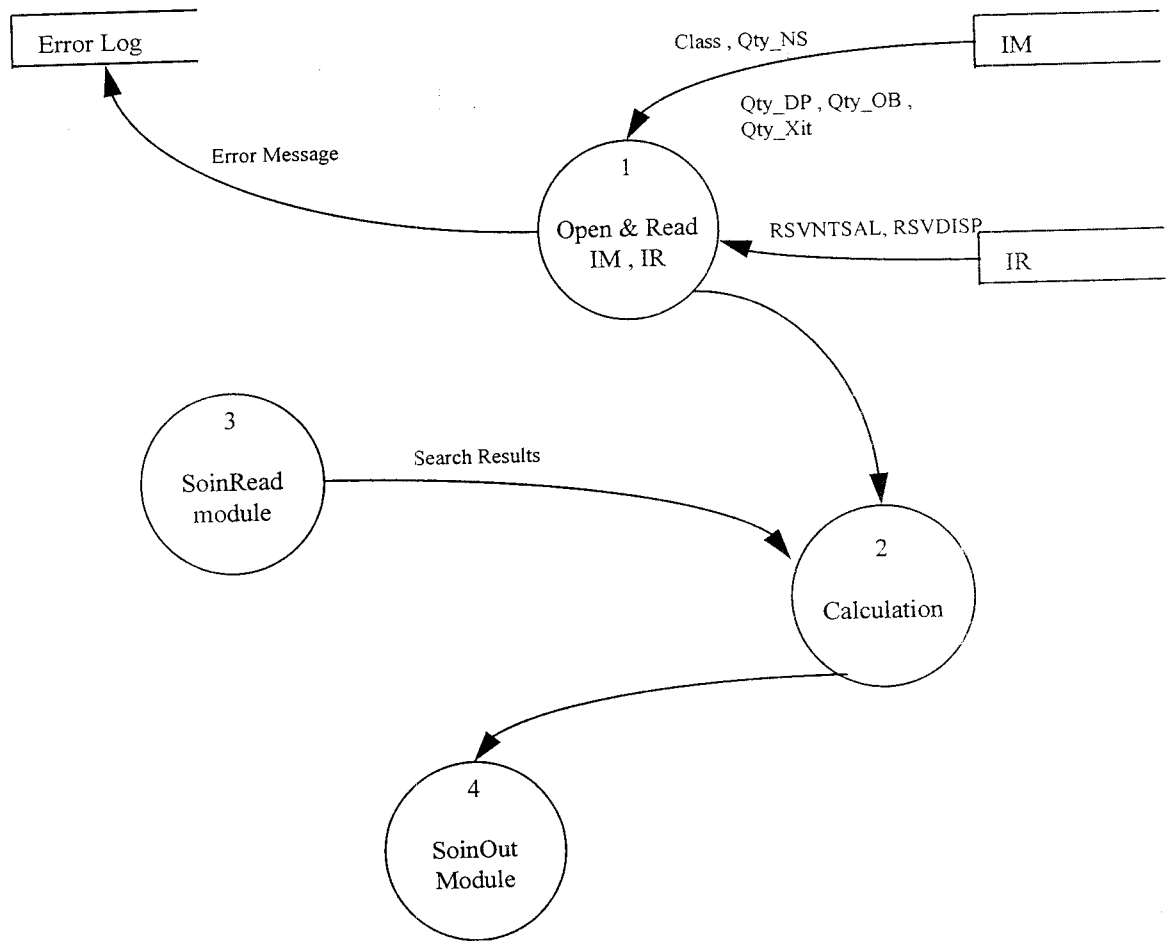 Error Log
Class , Qty_NS
IM
Qty_DP , Qty_OB ,
Qty_Xit
Error Message
1
Open & Read
IM , IR
RSVNTSAL, RSVDISP
IR
3
SoinRead
module
Search Results
2
Calculation
4
SoinOut
Module